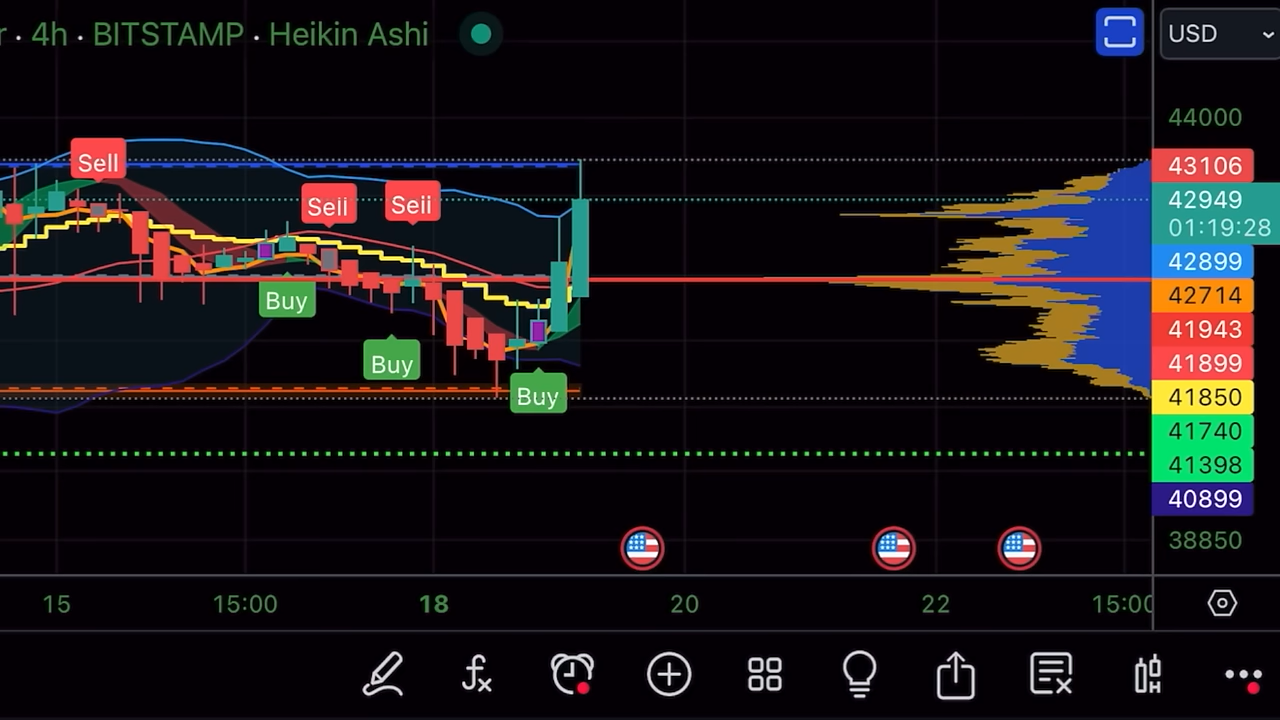 r · 4h · BITSTAMP · Heikin Ashi
USD
44000
43106
42949
01:19:28
42899
42714
41943
41899
41850
41740
41398
40899
38850
Sell
Sell
Sell
Buy
Buy
Buy
15 15:00 18 20 22 15:00